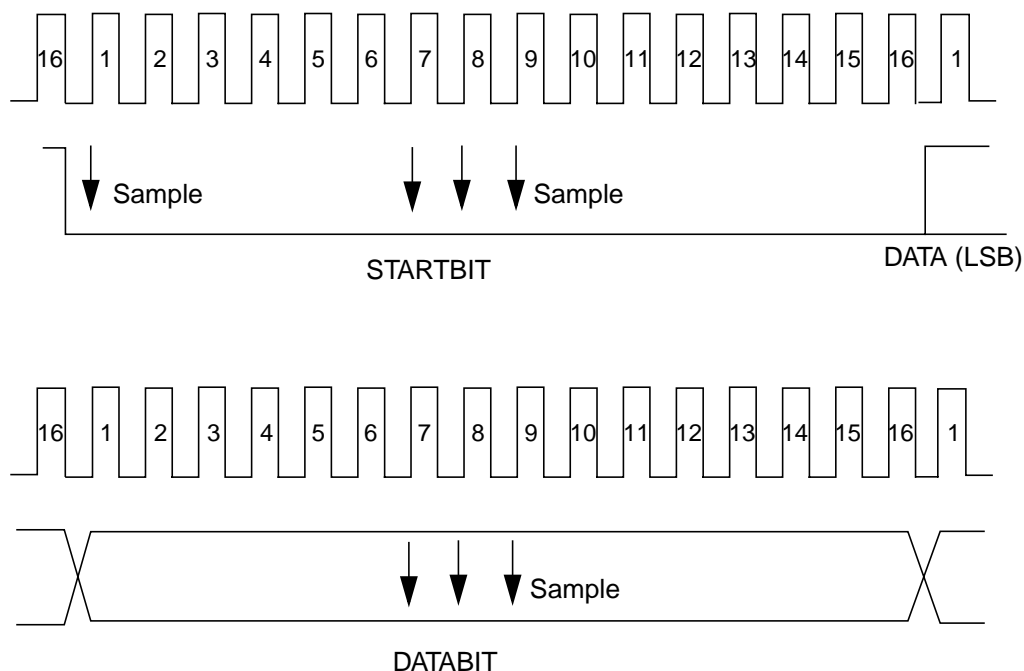 16 1 2 3 4 5 6 7 8 9 10 11 12 13 14 15 16 1
Sample Sample
STARTBIT
DATA (LSB)
16 1 2 3 4 5 6 7 8 9 10 11 12 13 14 15 16 1
Sample
DATABIT